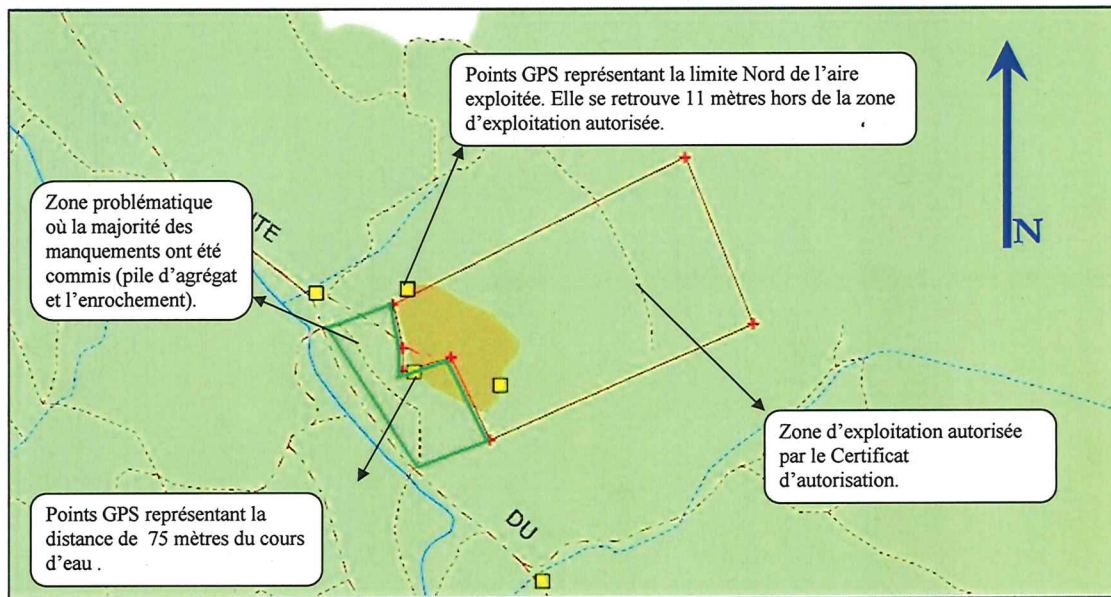 Points GPS représentant la limite Nord de l'aire
exploitée. Elle se retrouve 11 mètres hors de la zone
d'exploitation autorisée.
N
Zone problématique
où la majorité des
manquements ont été
commis (pile d'agrégat
et l'enrochement).
Zone d'exploitation autorisée
par le Certificat
d'autorisation.
Points GPS représentant la
distance de 75 mètres du cours
d'eau .
DU